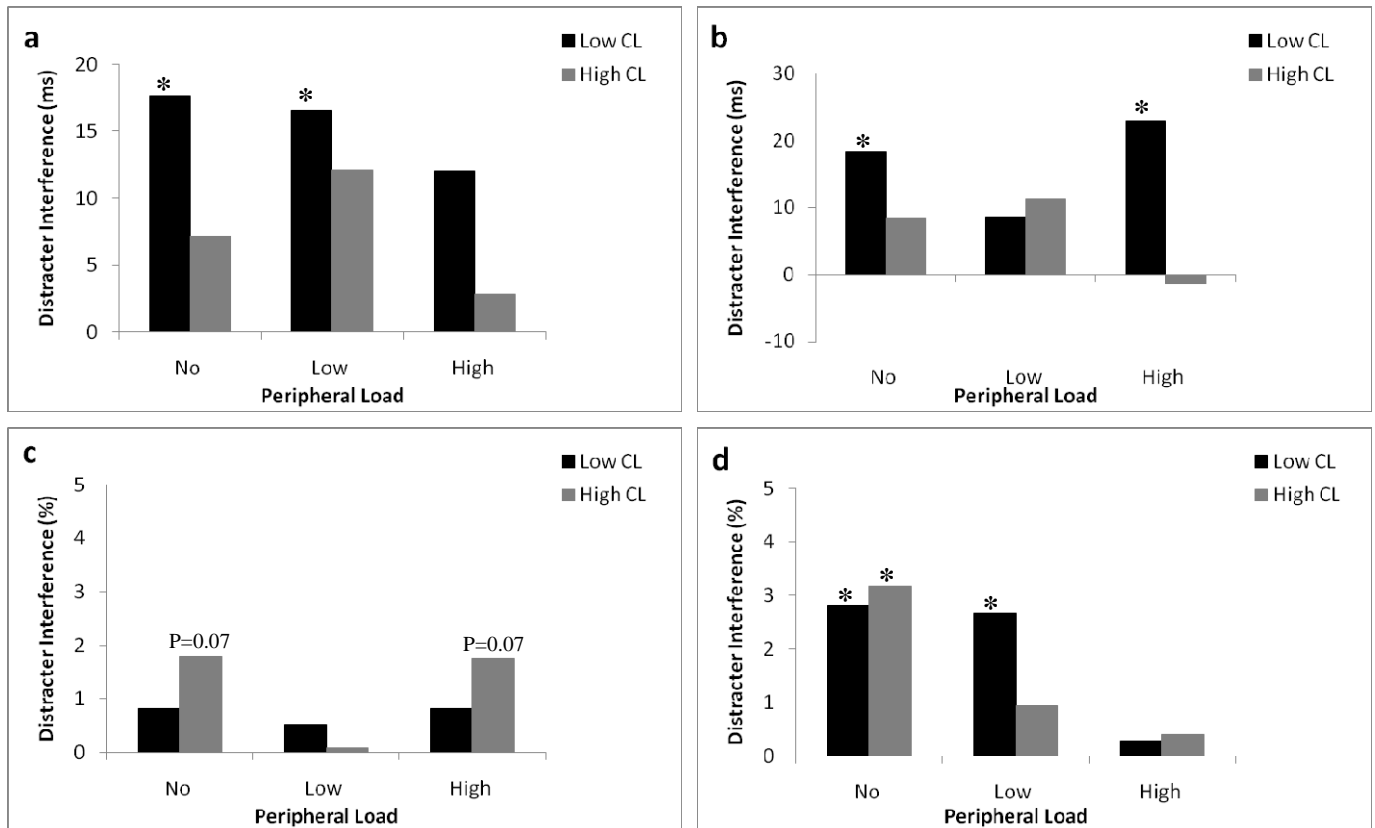 a
Low CL
High CL
Distracter Interference (ms)
20
15
10
5
0
*
*
No
Low
High
Peripheral Load
b
Low CL
High CL
Distracter Interference (ms)
30
20
10
0
-10
*
*
No
Low
High
Peripheral Load
c
Low CL
High CL
Distracter Interference (%)
5
4
3
2
1
0
P=0.07
P=0.07
No
Low
High
Peripheral Load
d
Low CL
High CL
Distracter Interference (%)
5
4
3
2
1
0
*
*
*
No
Low
High
Peripheral Load